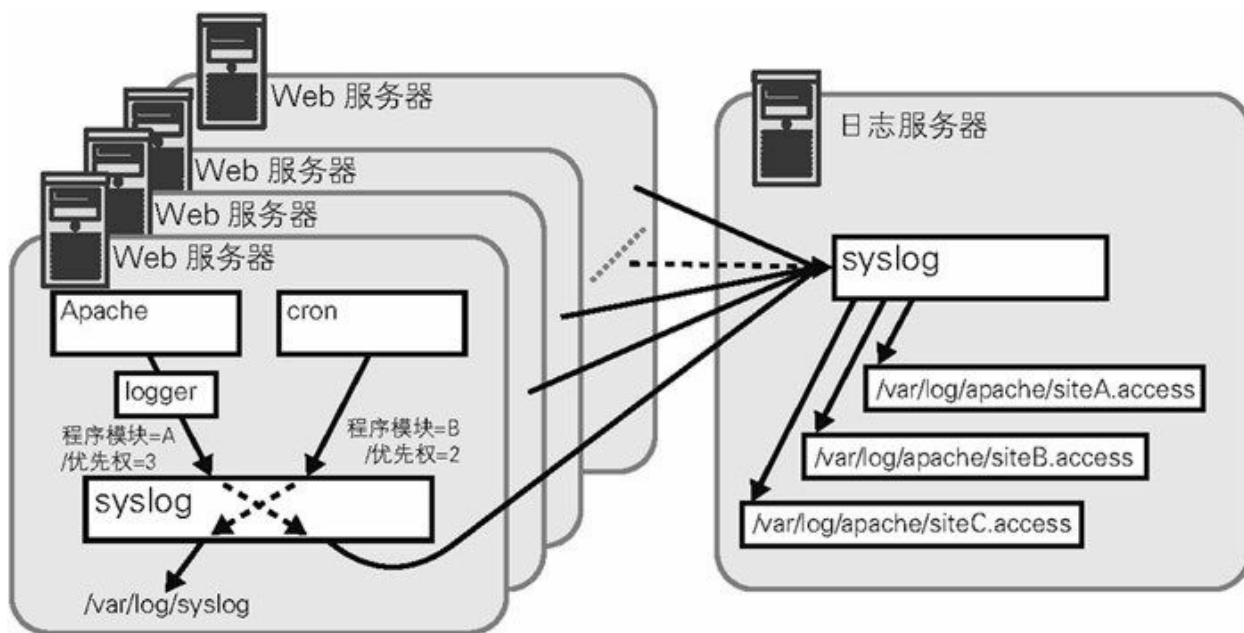 Web 服务器
Web 服务器
Web 服务器
Web 服务器
Apache
cron
logger
程序模块=A
/优先权=3
程序模块=B
/优先权=2
syslog
/var/log/syslog
日志服务器
syslog
/var/log/apache/siteA.access
/var/log/apache/siteB.access
/var/log/apache/siteC.access